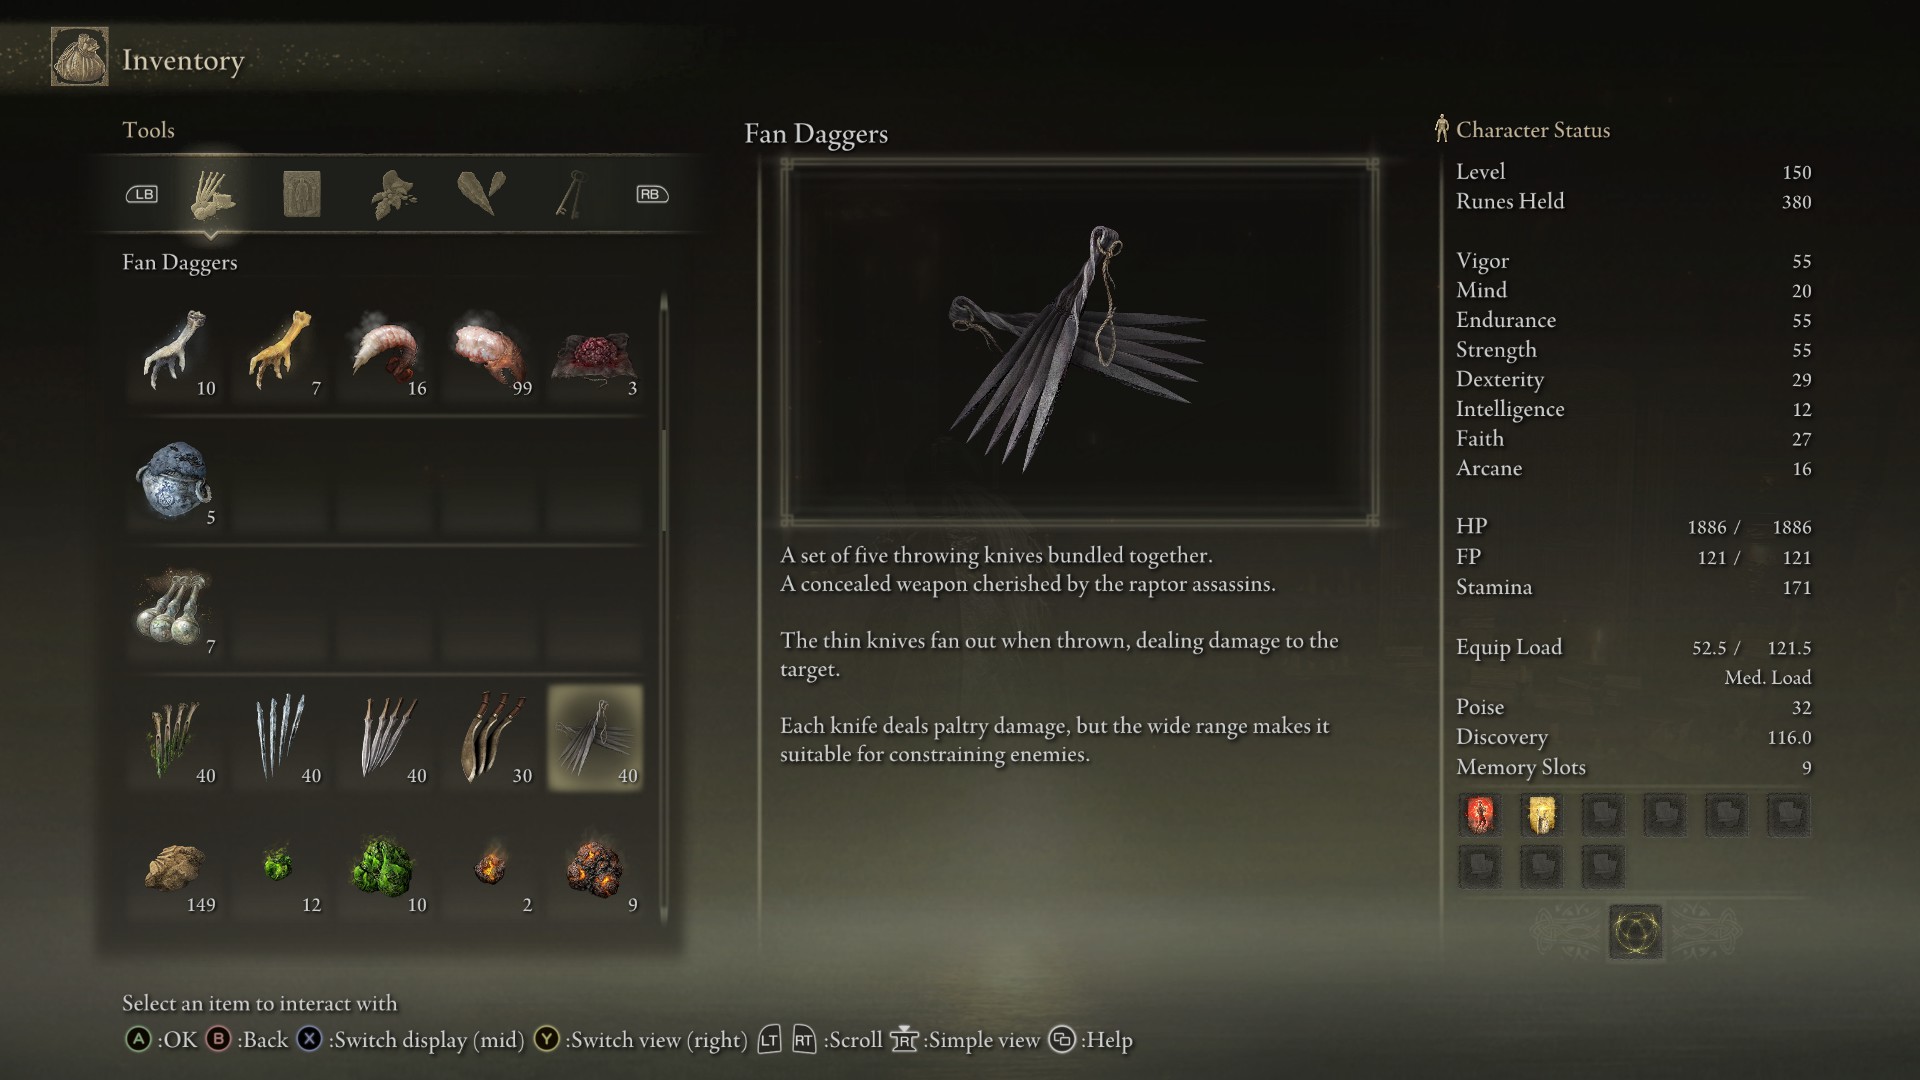 Inventory
Tools
LB
RB
Fan Daggers
10
7
16
99
3
5
7
40
40
40
30
40
149
12
10
2
9
Fan Daggers
A set of five throwing knives bundled together.
A concealed weapon cherished by the raptor assassins.
The thin knives fan out when thrown, dealing damage to the
target.
Each knife deals paltry damage, but the wide range makes it
suitable for constraining enemies.
Character Status
Level 150
Runes Held 380
Vigor 55
Mind 20
Endurance 55
Strength 55
Dexterity 29
Intelligence 12
Faith 27
Arcane 16
HP 1886 / 1886
FP 121 / 121
Stamina 171
Equip Load 52.5 / 121.5
Med. Load
Poise 32
Discovery 116.0
Memory Slots 9
Select an item to interact with
A :OK B :Back X :Switch display (mid) Y :Switch view (right) LT RT :Scroll R :Simple view :Help